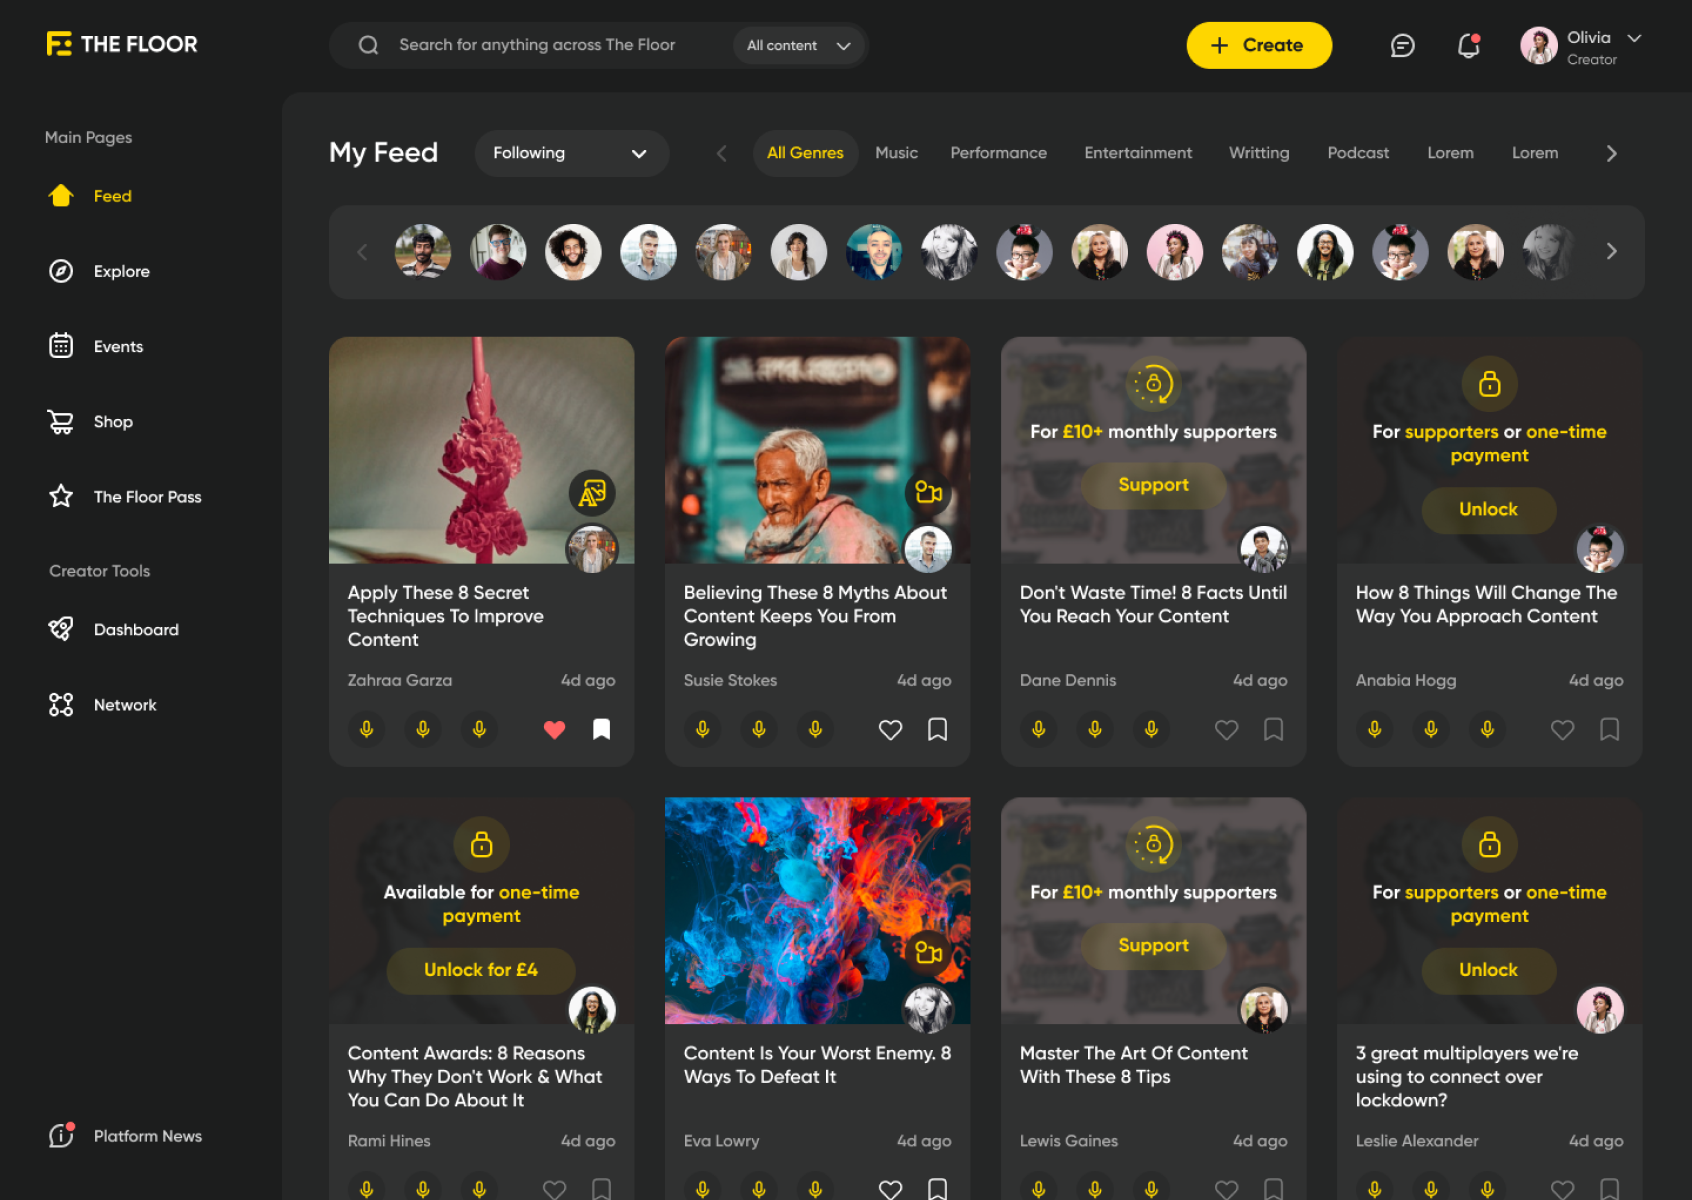 THE FLOOR
Search for anything across The Floor
All content
Create
Olivia
Creator
Main Pages
Feed
Explore
Events
Shop
The Floor Pass
Creator Tools
Dashboard
Network
Platform News
My Feed
Following
All Genres
Music
Performance
Entertainment
Writting
Podcast
Lorem
Lorem
Apply These 8 Secret
Techniques To Improve
Content
Zahraa Garza
4d ago
Believing These 8 Myths About
Content Keeps You From
Growing
Susie Stokes
4d ago
For £10+ monthly supporters
Support
Don't Waste Time! 8 Facts Until
You Reach Your Content
Dane Dennis
4d ago
For supporters or one-time
payment
Unlock
How 8 Things Will Change The
Way You Approach Content
Anabia Hogg
4d ago
Available for one-time
payment
Unlock for £4
Content Awards: 8 Reasons
Why They Don't Work & What
You Can Do About It
Rami Hines
4d ago
Content Is Your Worst Enemy. 8
Ways To Defeat It
Eva Lowry
4d ago
For £10+ monthly supporters
Support
Master The Art Of Content
With These 8 Tips
Lewis Gaines
4d ago
For supporters or one-time
payment
Unlock
3 great multiplayers we're
using to connect over
lockdown?
Leslie Alexander
4d ago